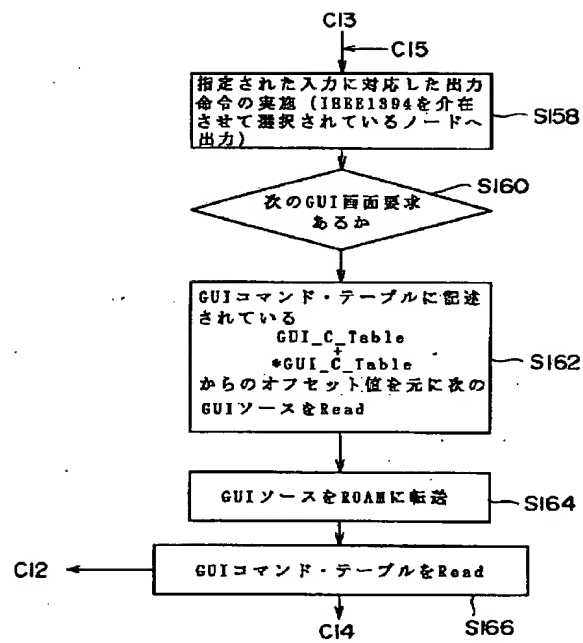 C13
C15
指定された入力に対応した出力
命令の実施（IEEE1394を介在
させて選択されているノードへ
出力）
S158
次のGUI画面要求
あるか
S160
GUIコマンド・テーブルに記述
されている
GUI_C_Table
+
*GUI_C_Table
からのオフセット値を元に次の
GUIソースをRead
S162
GUIソースをROAMに転送
S164
GUIコマンド・テーブルをRead
S166
C12
C14